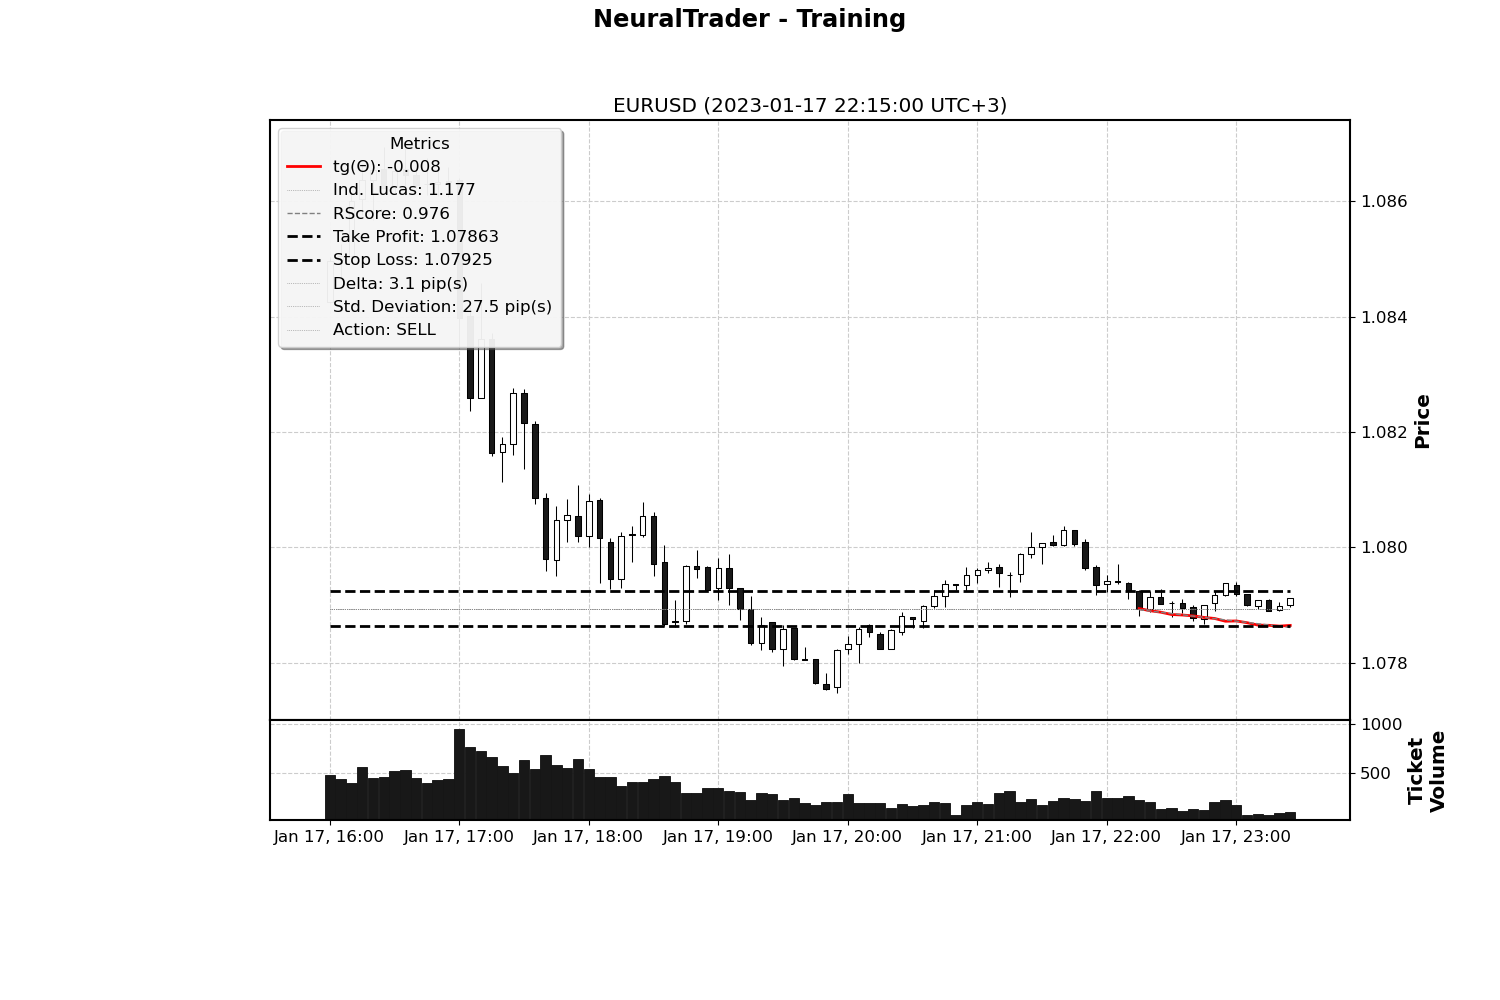 NeuralTrader - Training
EURUSD (2023-01-17 22:15:00 UTC+3)
Metrics
tg(Θ): -0.008
Ind. Lucas: 1.177
RScore: 0.976
Take Profit: 1.07863
Stop Loss: 1.07925
Delta: 3.1 pip(s)
Std. Deviation: 27.5 pip(s)
Action: SELL
1.086
1.084
1.082
1.080
1.078
Price
1000
500
Ticket
Volume
Jan 17, 16:00 Jan 17, 17:00 Jan 17, 18:00 Jan 17, 19:00 Jan 17, 20:00 Jan 17, 21:00 Jan 17, 22:00 Jan 17, 23:00